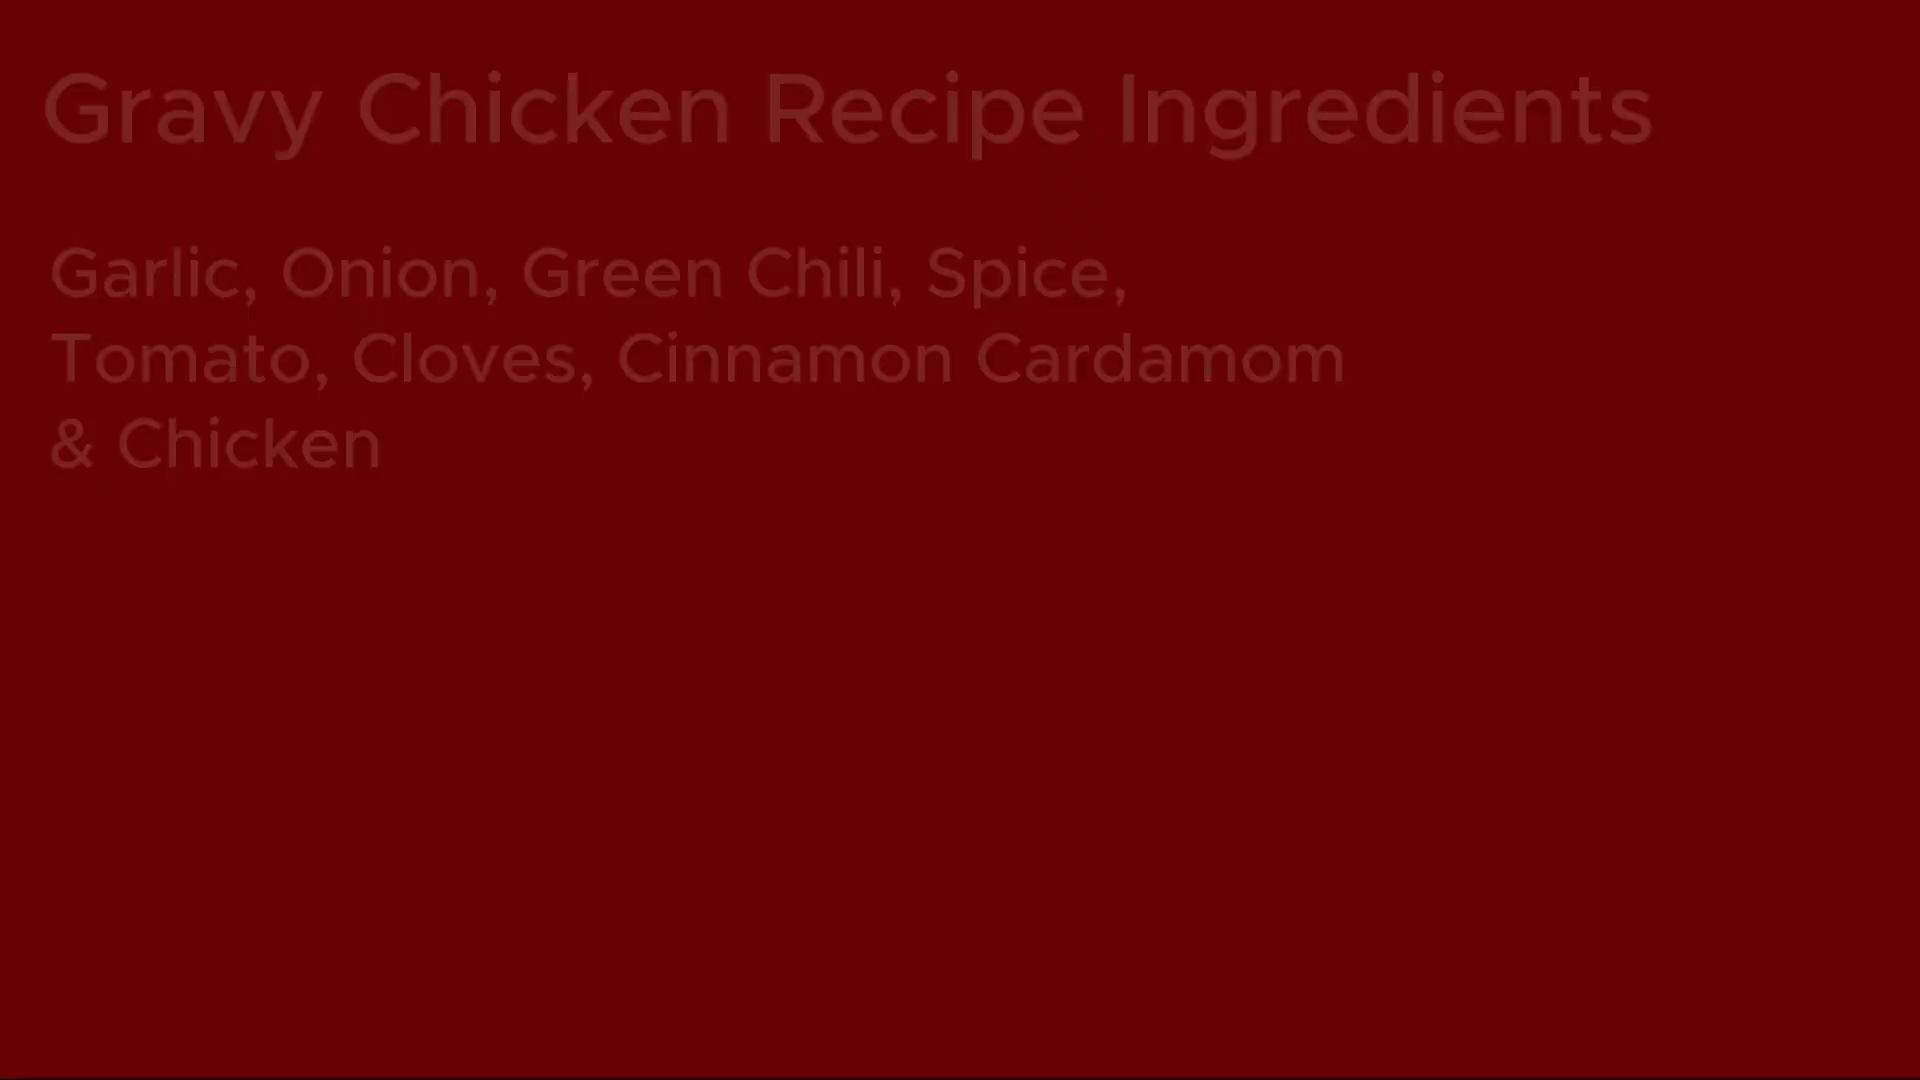 Gravy Chicken Recipe Ingredients
Garlic, Onion, Green Chili, Spice,
Tomato, Cloves, Cinnamon Cardamom
& Chicken